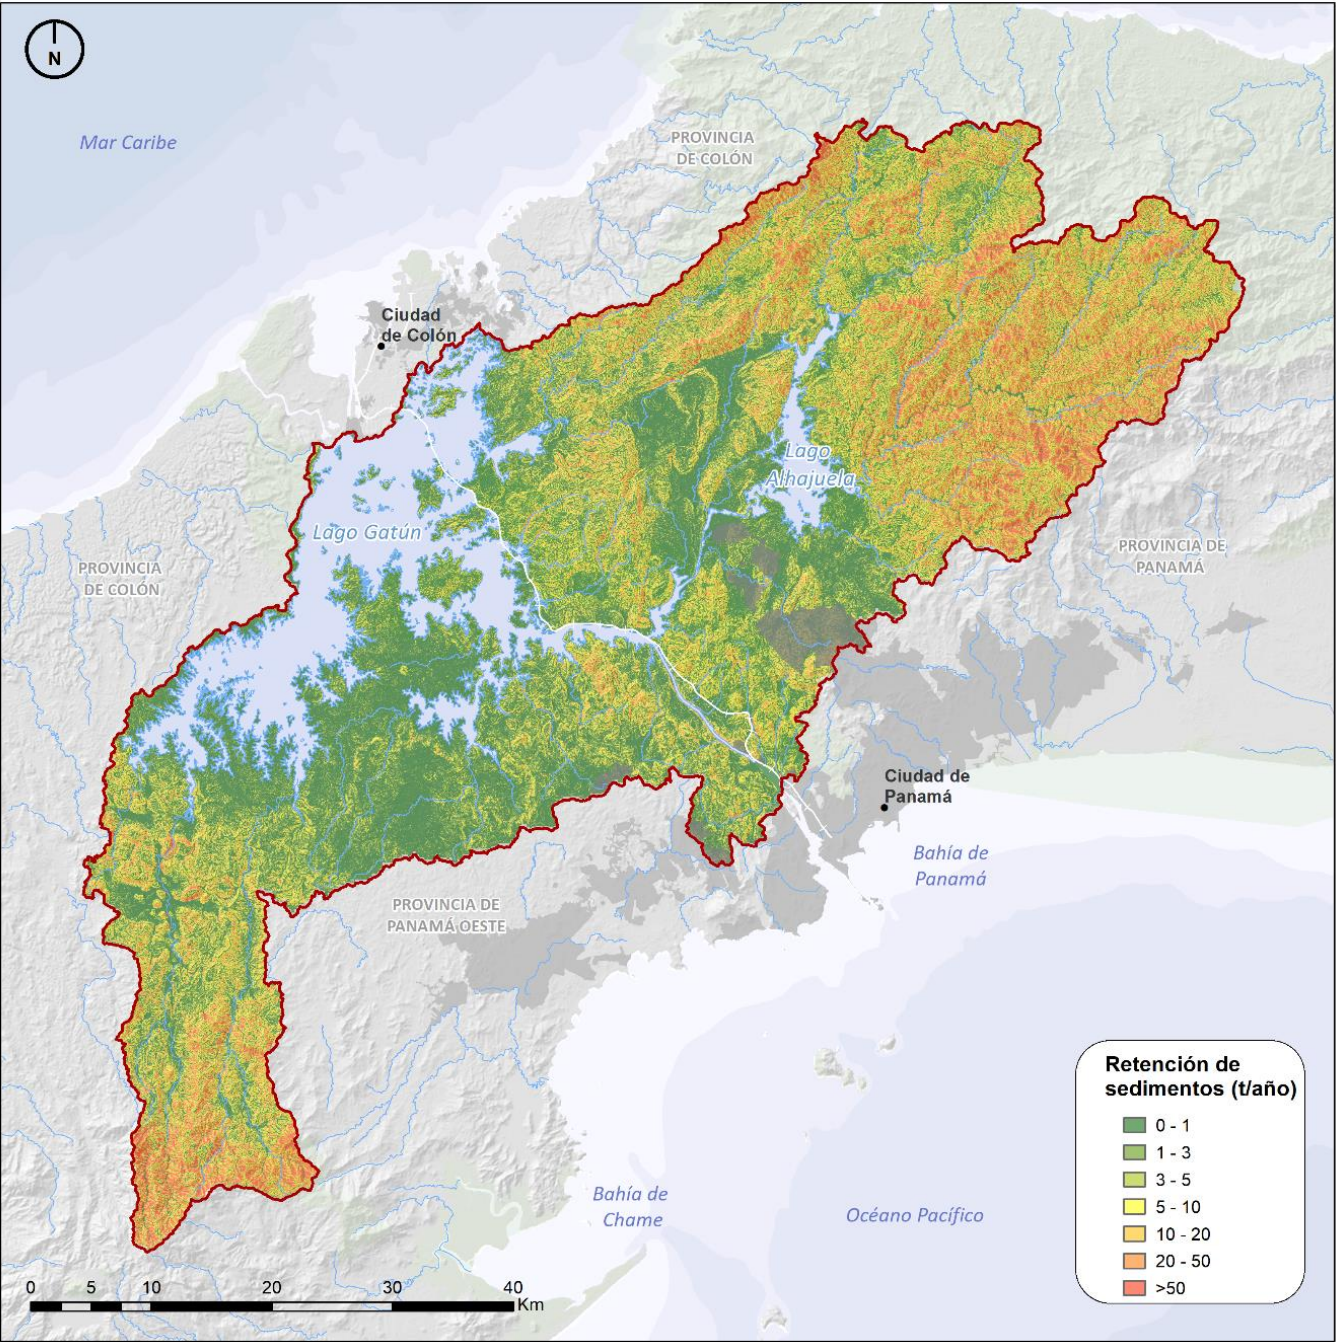 N
Mar Caribe
PROVINCIA
DE COLÓN
Ciudad
de Colón
Lago
Alhajuela
Lago Gatún
PROVINCIA
DE COLÓN
PROVINCIA DE
PANAMÁ
Ciudad de
Panamá
Bahía de
Panamá
PROVINCIA DE
PANAMÁ OESTE
Bahía de
Chame
Océano Pacífico
Retención de
sedimentos (t/año)
0 - 1
1 - 3
3 - 5
5 - 10
10 - 20
20 - 50
>50
0 5 10 20 30 40
Km